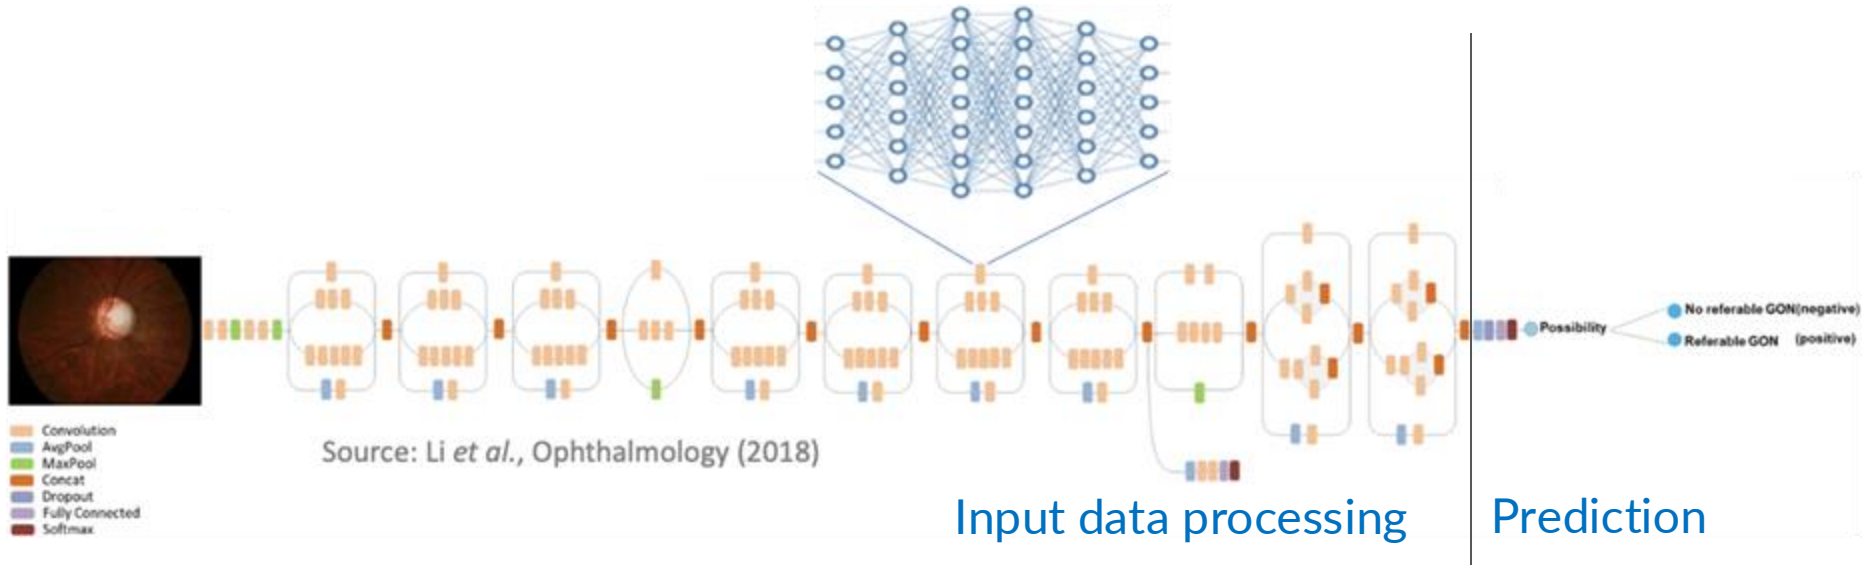 No referable GON(negative)
Possibility
Referable GON (positive)
Convolution
AvgPool
MaxPool
Concat
Dropout
Fully Connected
Softmax
Source: Li et al., Ophthalmology (2018)
Input data processing
Prediction